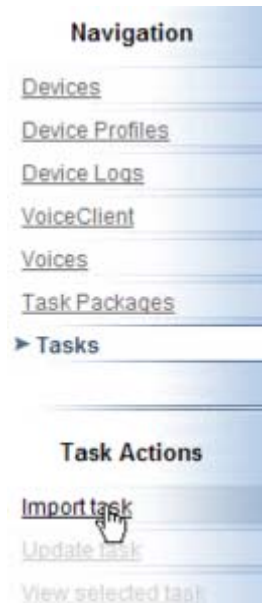 Navigation
Devices
Device Profiles
Device Logs
VoiceClient
Voices
Task Packages
Tasks
Task Actions
Import task
Update task
View selected task